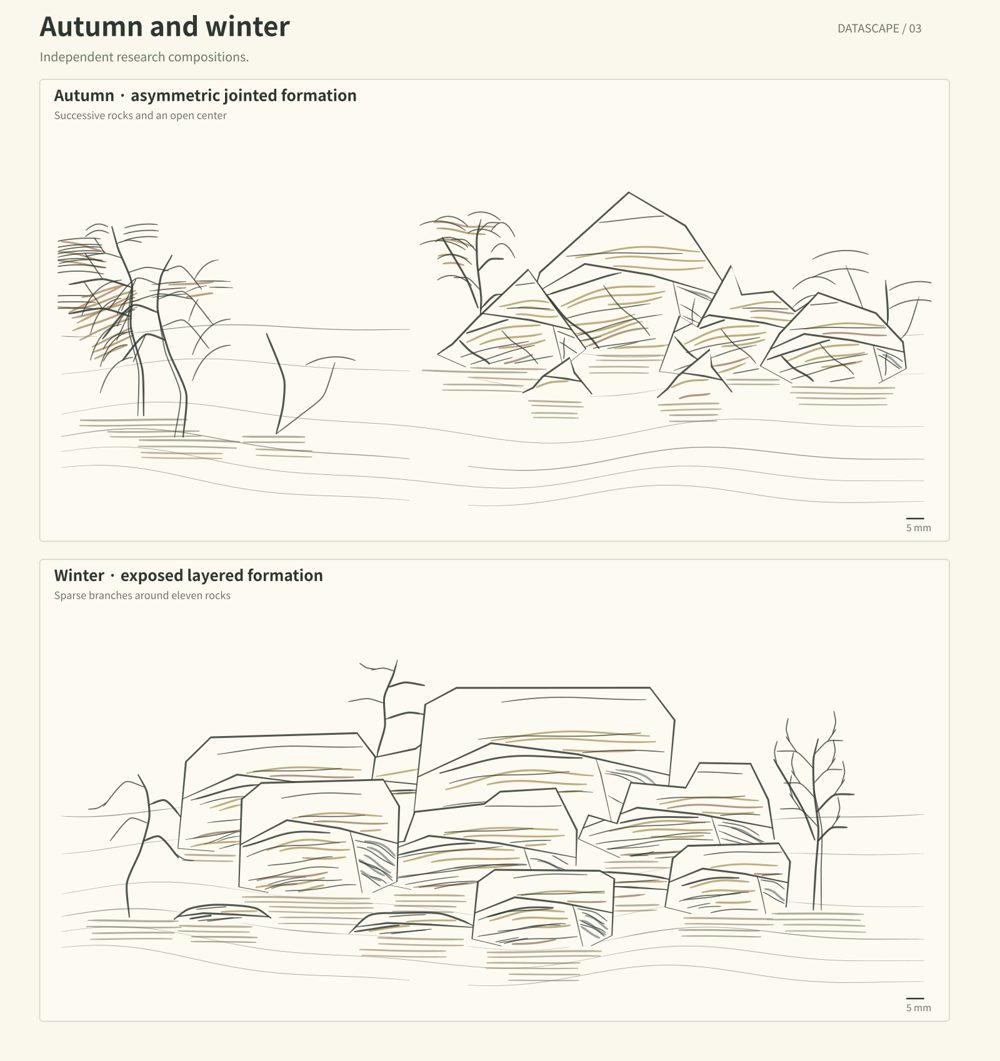 Autumn and winter
DATASCAPE / 03
Independent research compositions.
Autumn · asymmetric jointed formation
Successive rocks and an open center
5 mm
Winter · exposed layered formation
Sparse branches around eleven rocks
5 mm